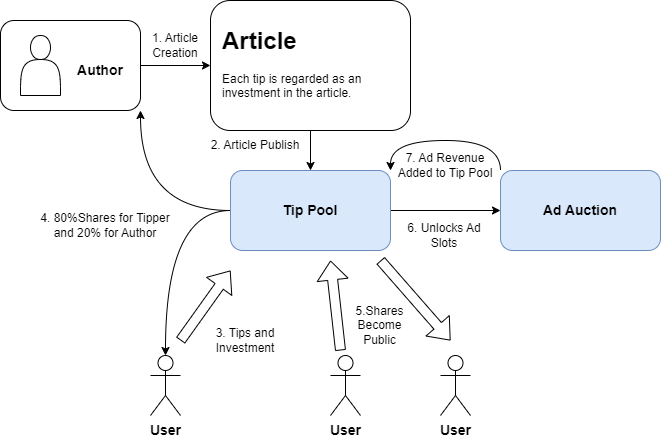 1. Article
Creation
Article
Author
Each tip is regarded as an
investment in the article.
2. Article Publish
7. Ad Revenue
Added to Tip Pool
Tip Pool
Ad Auction
4. 80%Shares for Tipper
and 20% for Author
6. Unlocks Ad
Slots
3. Tips and
Investment
5.Shares
Become
Public
User
User
User